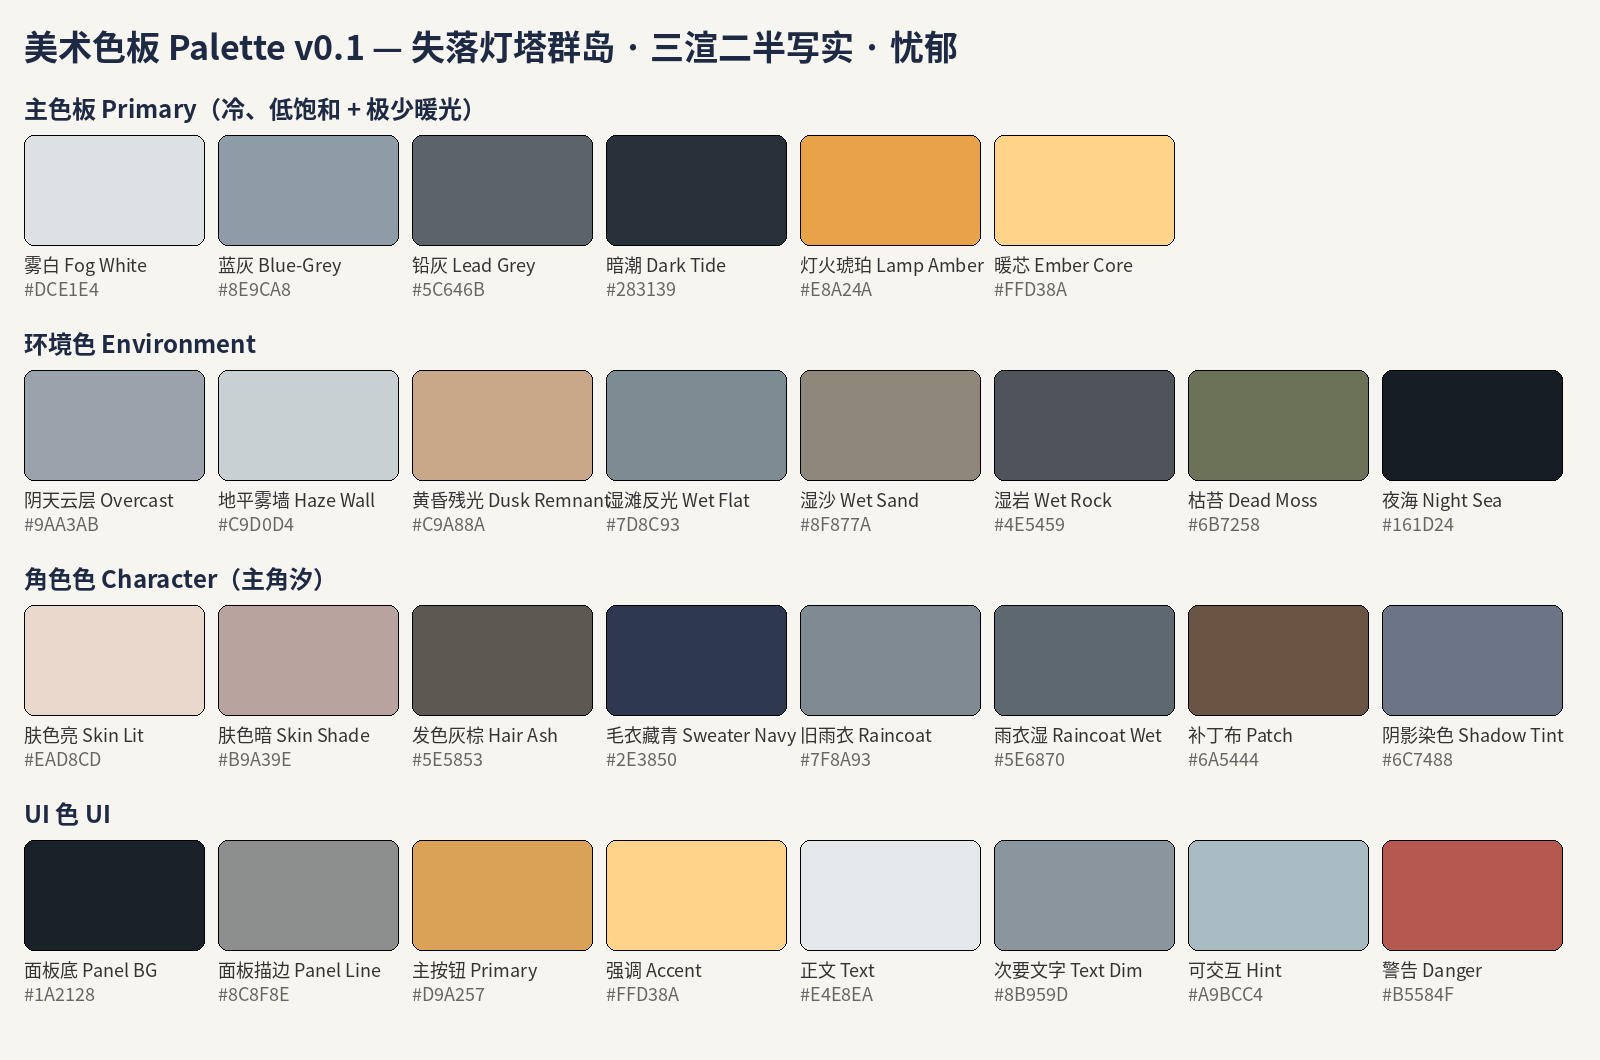 美术色板 Palette v0.1 — 失落灯塔群岛 · 三渲二半写实 · 忧郁
主色板 Primary（冷、低饱和 + 极少暖光）
雾白 Fog White
#DCE1E4
蓝灰 Blue-Grey
#8E9CA8
铅灰 Lead Grey
#5C646B
暗潮 Dark Tide
#283139
灯火琥珀 Lamp Amber
#E8A24A
暖芯 Ember Core
#FFD38A
环境色 Environment
阴天云层 Overcast
#9AA3AB
地平雾墙 Haze Wall
#C9D0D4
黄昏残光 Dusk Remnant
#C9A88A
湿滩反光 Wet Flat
#7D8C93
湿沙 Wet Sand
#8F877A
湿岩 Wet Rock
#4E5459
枯苔 Dead Moss
#6B7258
夜海 Night Sea
#161D24
角色色 Character（主角汐）
肤色亮 Skin Lit
#EAD8CD
肤色暗 Skin Shade
#B9A39E
发色灰棕 Hair Ash
#5E5853
毛衣藏青 Sweater Navy
#2E3850
旧雨衣 Raincoat
#7F8A93
雨衣湿 Raincoat Wet
#5E6870
补丁布 Patch
#6A5444
阴影染色 Shadow Tint
#6C7488
UI 色 UI
面板底 Panel BG
#1A2128
面板描边 Panel Line
#8C8F8E
主按钮 Primary
#D9A257
强调 Accent
#FFD38A
正文 Text
#E4E8EA
次要文字 Text Dim
#8B959D
可交互 Hint
#A9BCC4
警告 Danger
#B5584F